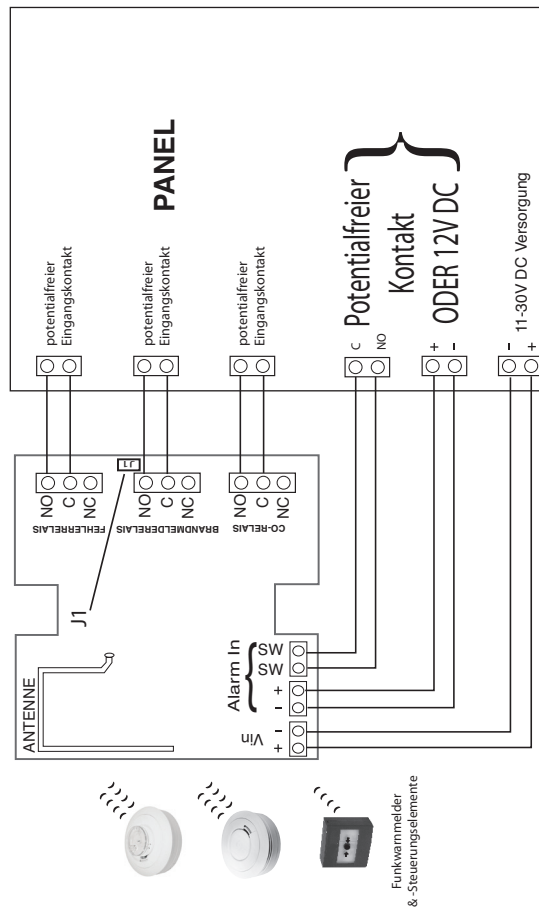 ANTENNE
J1
J1
FEHLERRELAIS
NO
C
NC
BRANDMELDERELAIS
NO
C
NC
CO-RELAIS
NO
C
NC
potentialfreier
Eingangskontakt
potentialfreier
Eingangskontakt
potentialfreier
Eingangskontakt
PANEL
Alarm In
SW
SW
+
-
Vin
-
+
C
NO
Potentialfreier
Kontakt
ODER 12V DC
+
-
-
+
11-30V DC Versorgung
Funkwarnmelder
& -Steuerungselemente